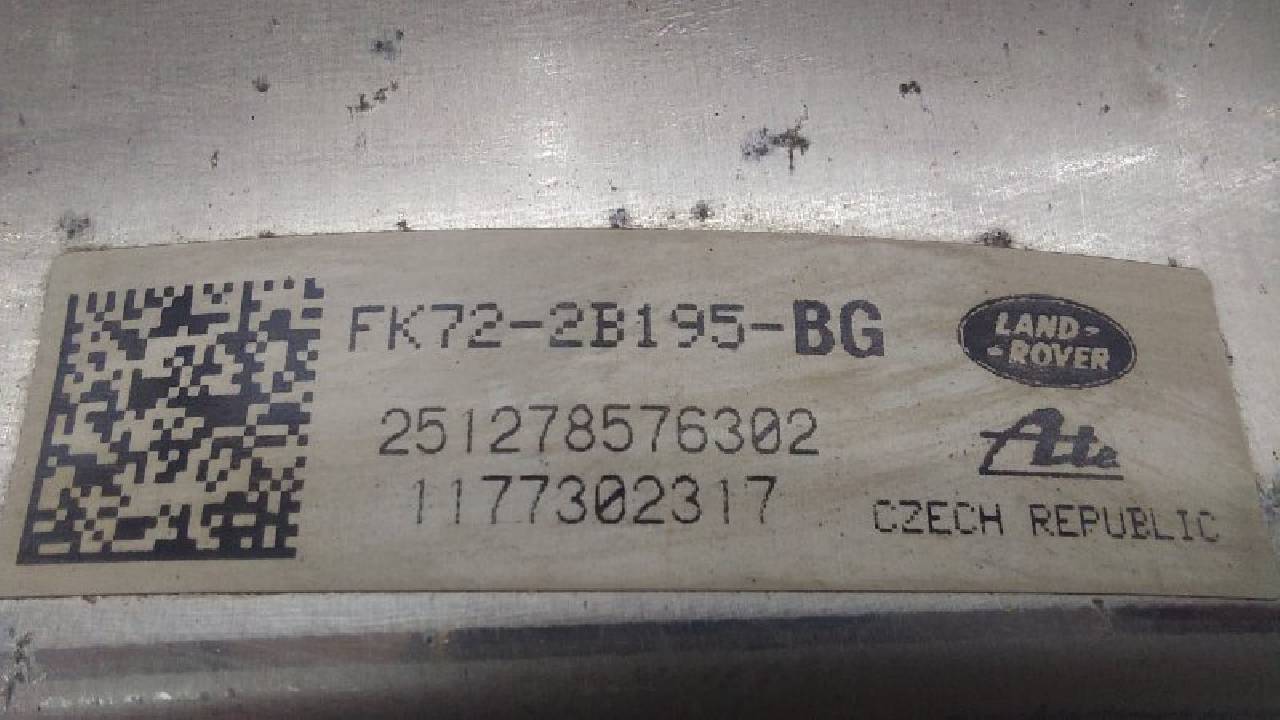 FK72-2B195-BG
LAND-
-ROVER
251278576302
Ate
1177302317
CZECH REPUBLIC